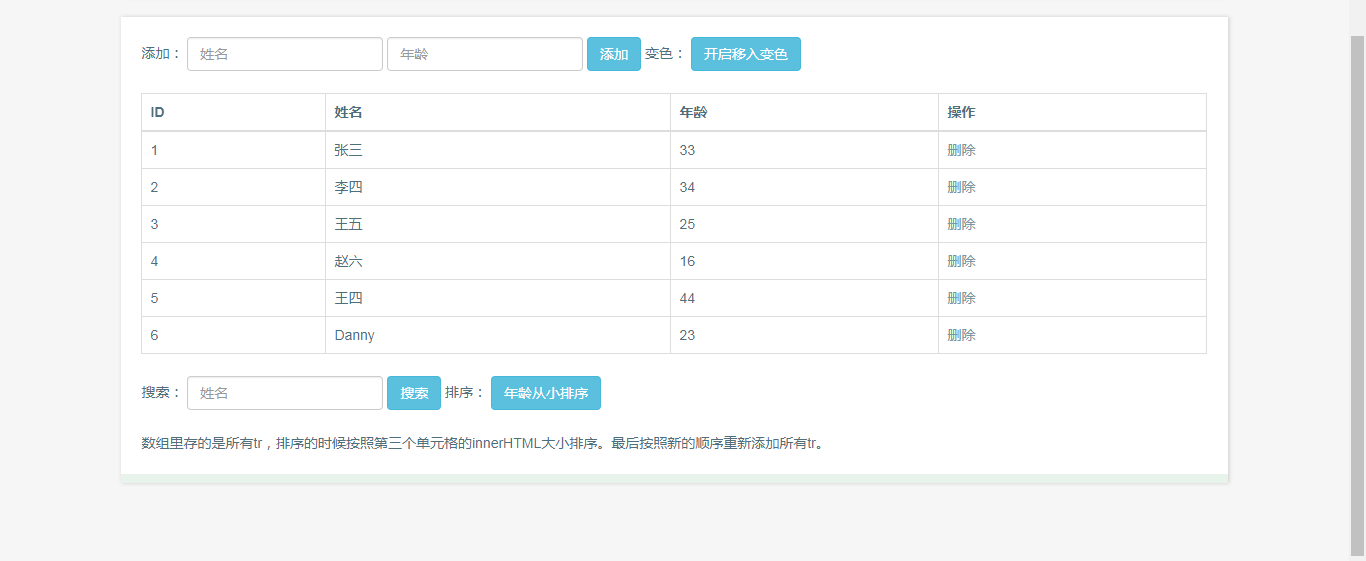 添加： 姓名 年龄 添加 变色： 开启移入变色
ID 姓名 年龄 操作
1 张三 33 删除
2 李四 34 删除
3 王五 25 删除
4 赵六 16 删除
5 王四 44 删除
6 Danny 23 删除
搜索： 姓名 搜索 排序： 年龄从小排序
数组里存的是所有tr，排序的时候按照第三个单元格的innerHTML大小排序。最后按照新的顺序重新添加所有tr。